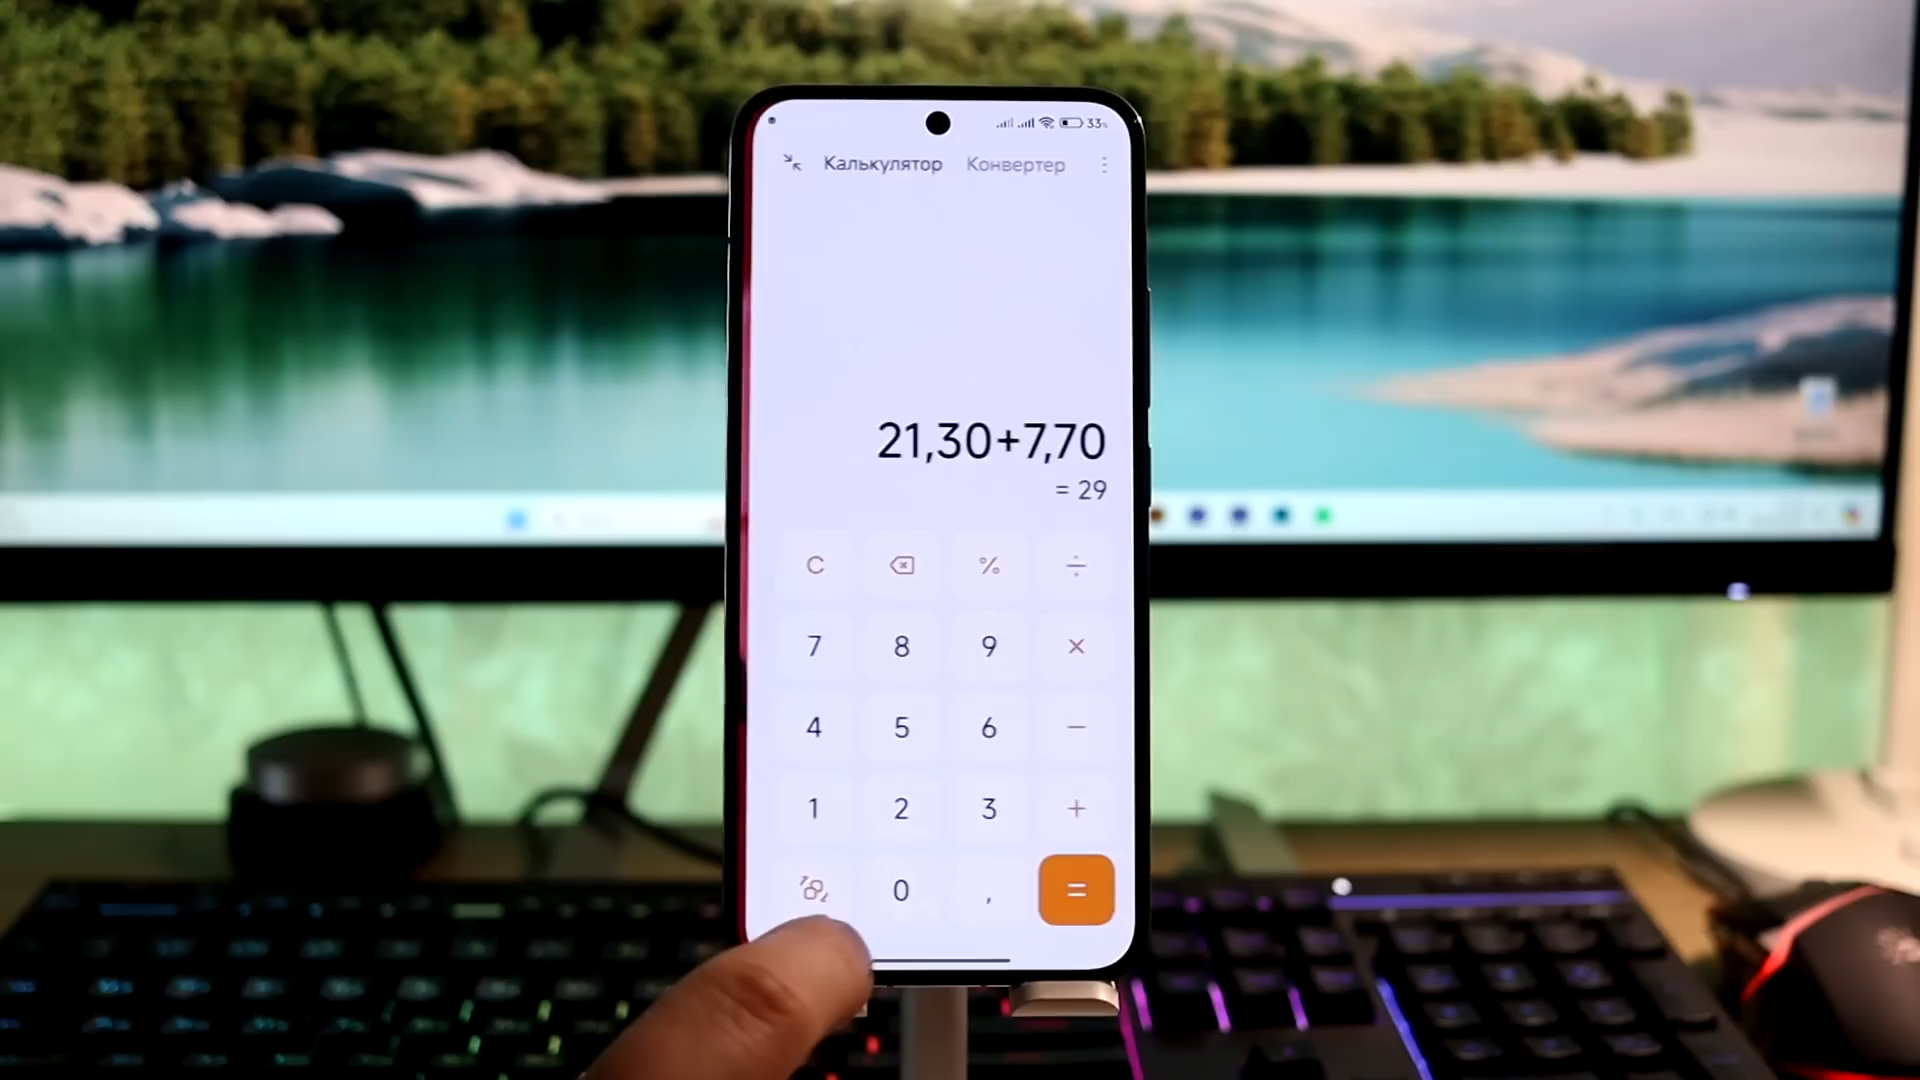 33%
Калькулятор Конвертер
21,30+7,70
= 29
C % ÷
7 8 9 ×
4 5 6 −
1 2 3 +
0 , =